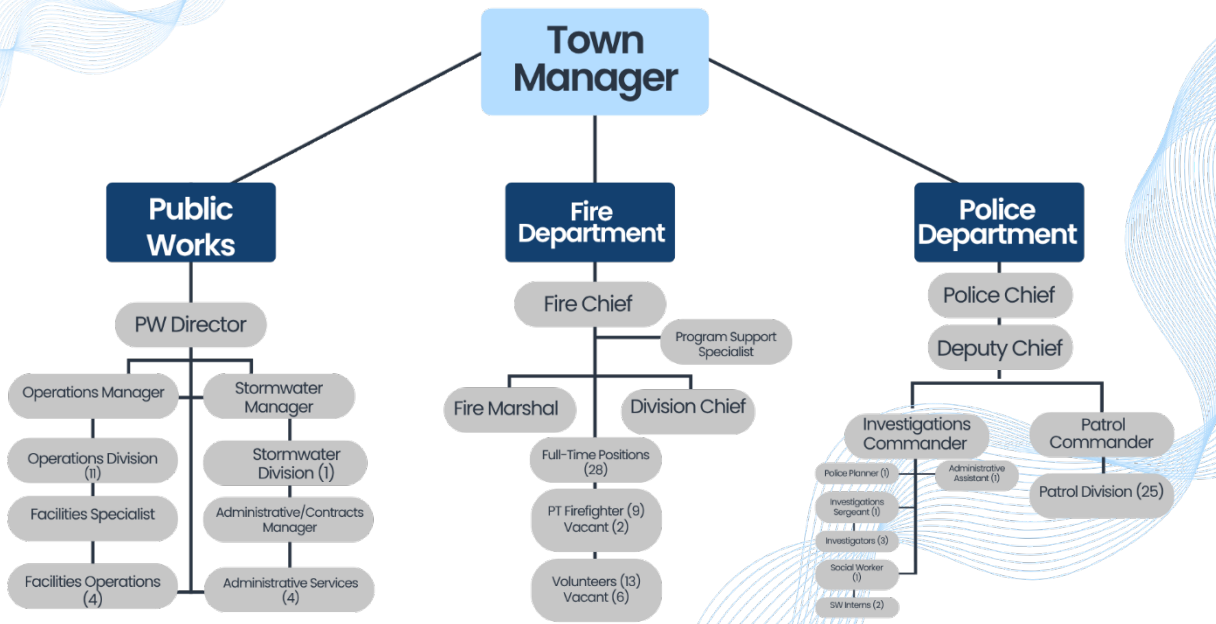 Town
Manager
Public
Works
Fire
Department
Police
Department
PW Director
Operations Manager
Stormwater
Manager
Operations Division
(11)
Stormwater
Division (1)
Facilities Specialist
Administrative/Contracts
Manager
Facilities Operations
(4)
Administrative Services
(4)
Fire Chief
Program Support
Specialist
Fire Marshal
Division Chief
Full-Time Positions
(28)
PT Firefighter (9)
Vacant (2)
Volunteers (13)
Vacant (6)
Police Chief
Deputy Chief
Investigations
Commander
Patrol
Commander
Police Planner (1)
Administrative
Assistant (1)
Investigations
Sergeant (1)
Investigators (3)
Social Worker
(1)
SW Interns (2)
Patrol Division (25)